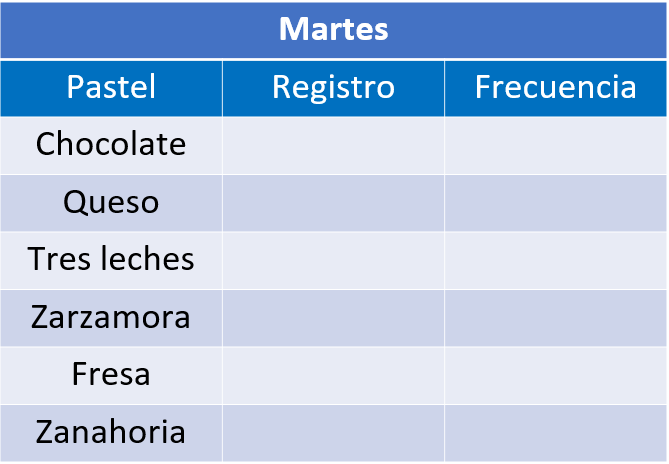 Martes
Pastel Registro Frecuencia
Chocolate
Queso
Tres leches
Zarzamora
Fresa
Zanahoria